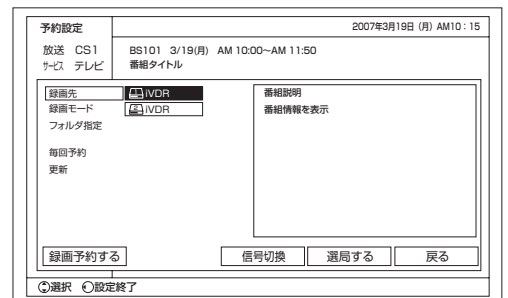 予約設定 2007年3月19日（月）AM10：15
放送 CS1 BS101 3/19(月) AM 10:00~AM 11:50
ｻｰﾋﾞｽ テレビ 番組タイトル
録画先 iVDR 番組説明
録画モード iVDR 番組情報を表示
フォルダ指定
毎回予約
更新
録画予約する 信号切換 選局する 戻る
選択 設定終了